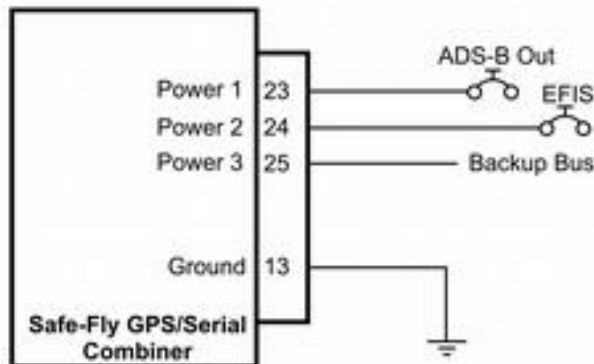 ADS-B Out
Power 1 23
EFIS
Power 2 24
Power 3 25 Backup Bus
Ground 13
Safe-Fly GPS/Serial
Combiner